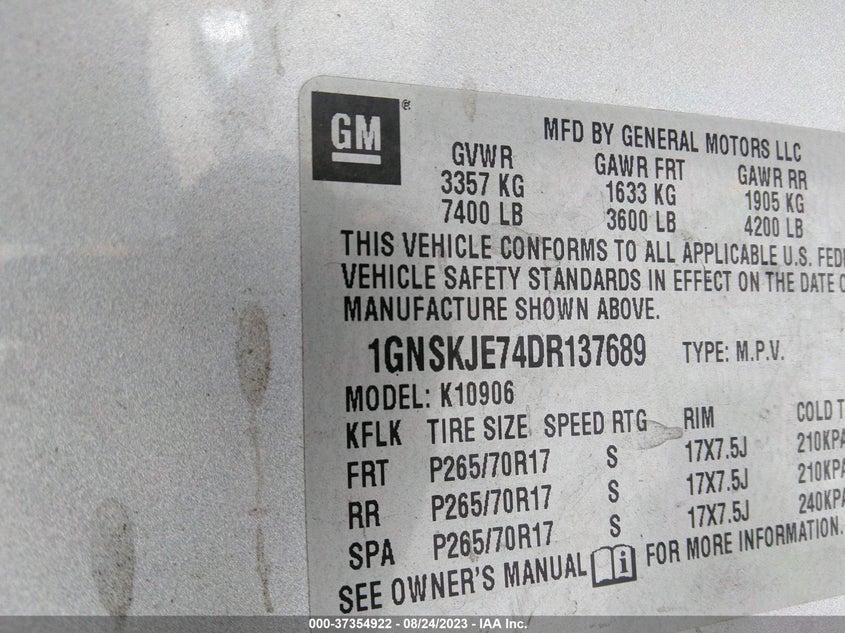 GM ®
MFD BY GENERAL MOTORS LLC
GVWR GAWR FRT GAWR RR
3357 KG 1633 KG 1905 KG
7400 LB 3600 LB 4200 LB
THIS VEHICLE CONFORMS TO ALL APPLICABLE U.S. FED
VEHICLE SAFETY STANDARDS IN EFFECT ON THE DATE O
MANUFACTURE SHOWN ABOVE.
1GNSKJE74DR137689 TYPE: M.P.V.
MODEL: K10906
KFLK TIRE SIZE SPEED RTG RIM COLD T
FRT P265/70R17 S 17X7.5J 210KPA
RR P265/70R17 S 17X7.5J 210KPA
SPA P265/70R17 S 17X7.5J 240KPA
SEE OWNER'S MANUAL i FOR MORE INFORMATION.
000-37354922 - 08/24/2023 - IAA Inc.